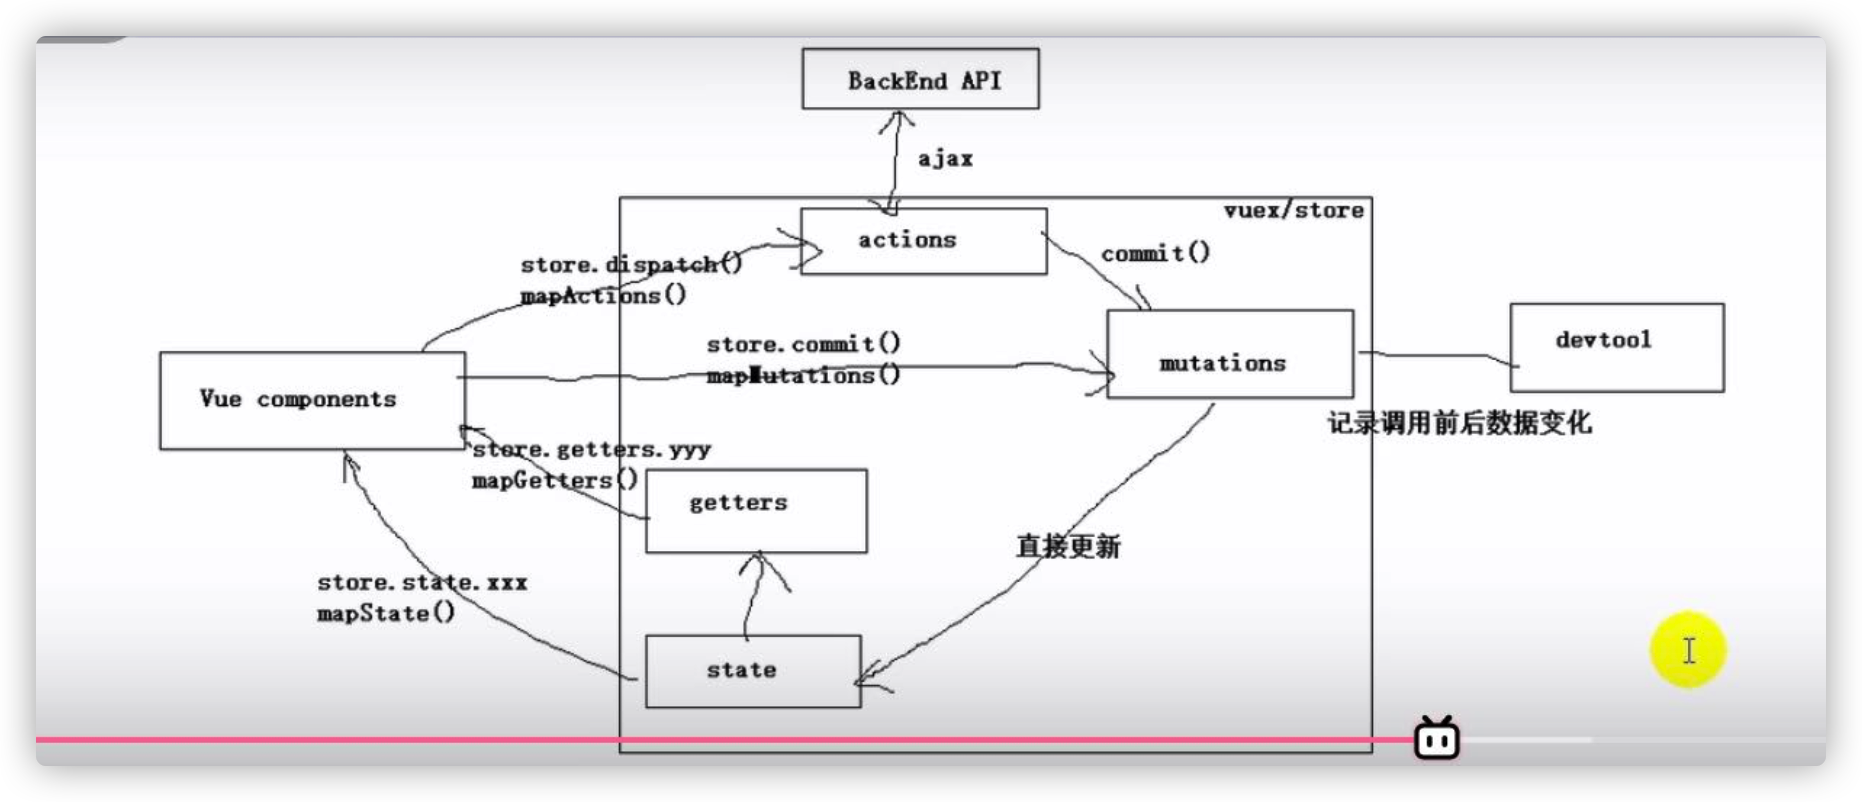 BackEnd API
ajax
vuex/store
actions
commit()
store.dispatch()
mapActions()
store.commit()
mapMutations()
mutations
devtool
Vue components
记录调用前后数据变化
store.getters.yyy
mapGetters()
getters
直接更新
store.state.xxx
mapState()
state